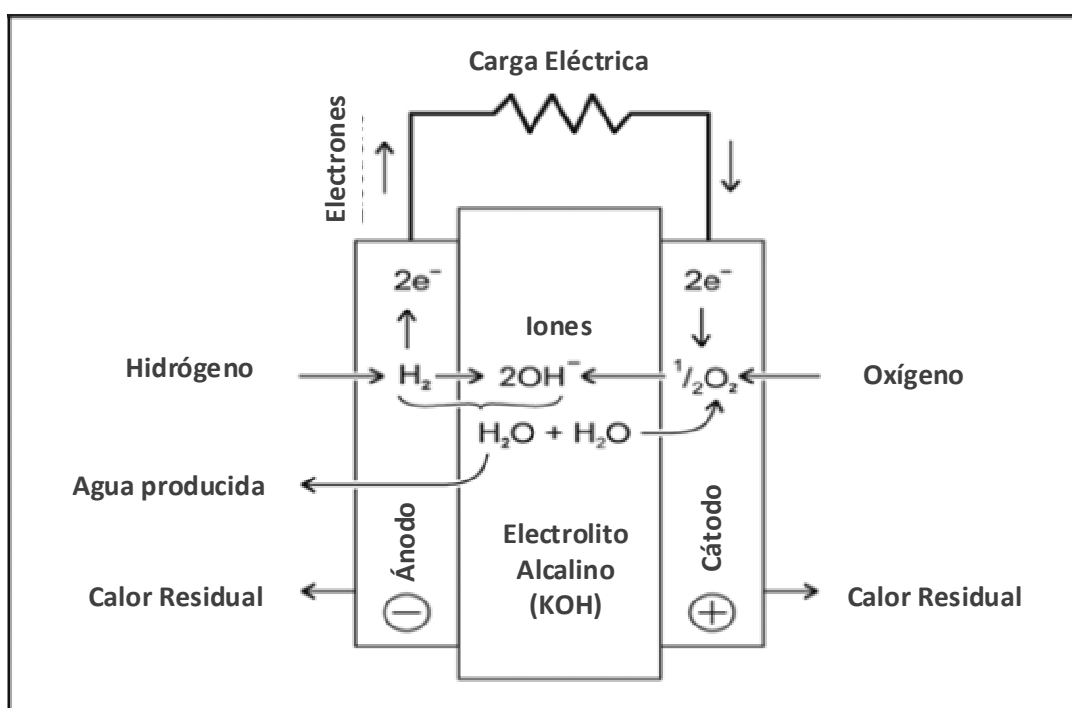 Carga Eléctrica
Electrones
2e⁻
2e⁻
Iones
Hidrógeno
H₂
2OH⁻
¹/₂O₂
Oxígeno
H₂O + H₂O
Agua producida
Ánodo
Electrolito
Alcalino
(KOH)
Cátodo
Calor Residual
−
+
Calor Residual